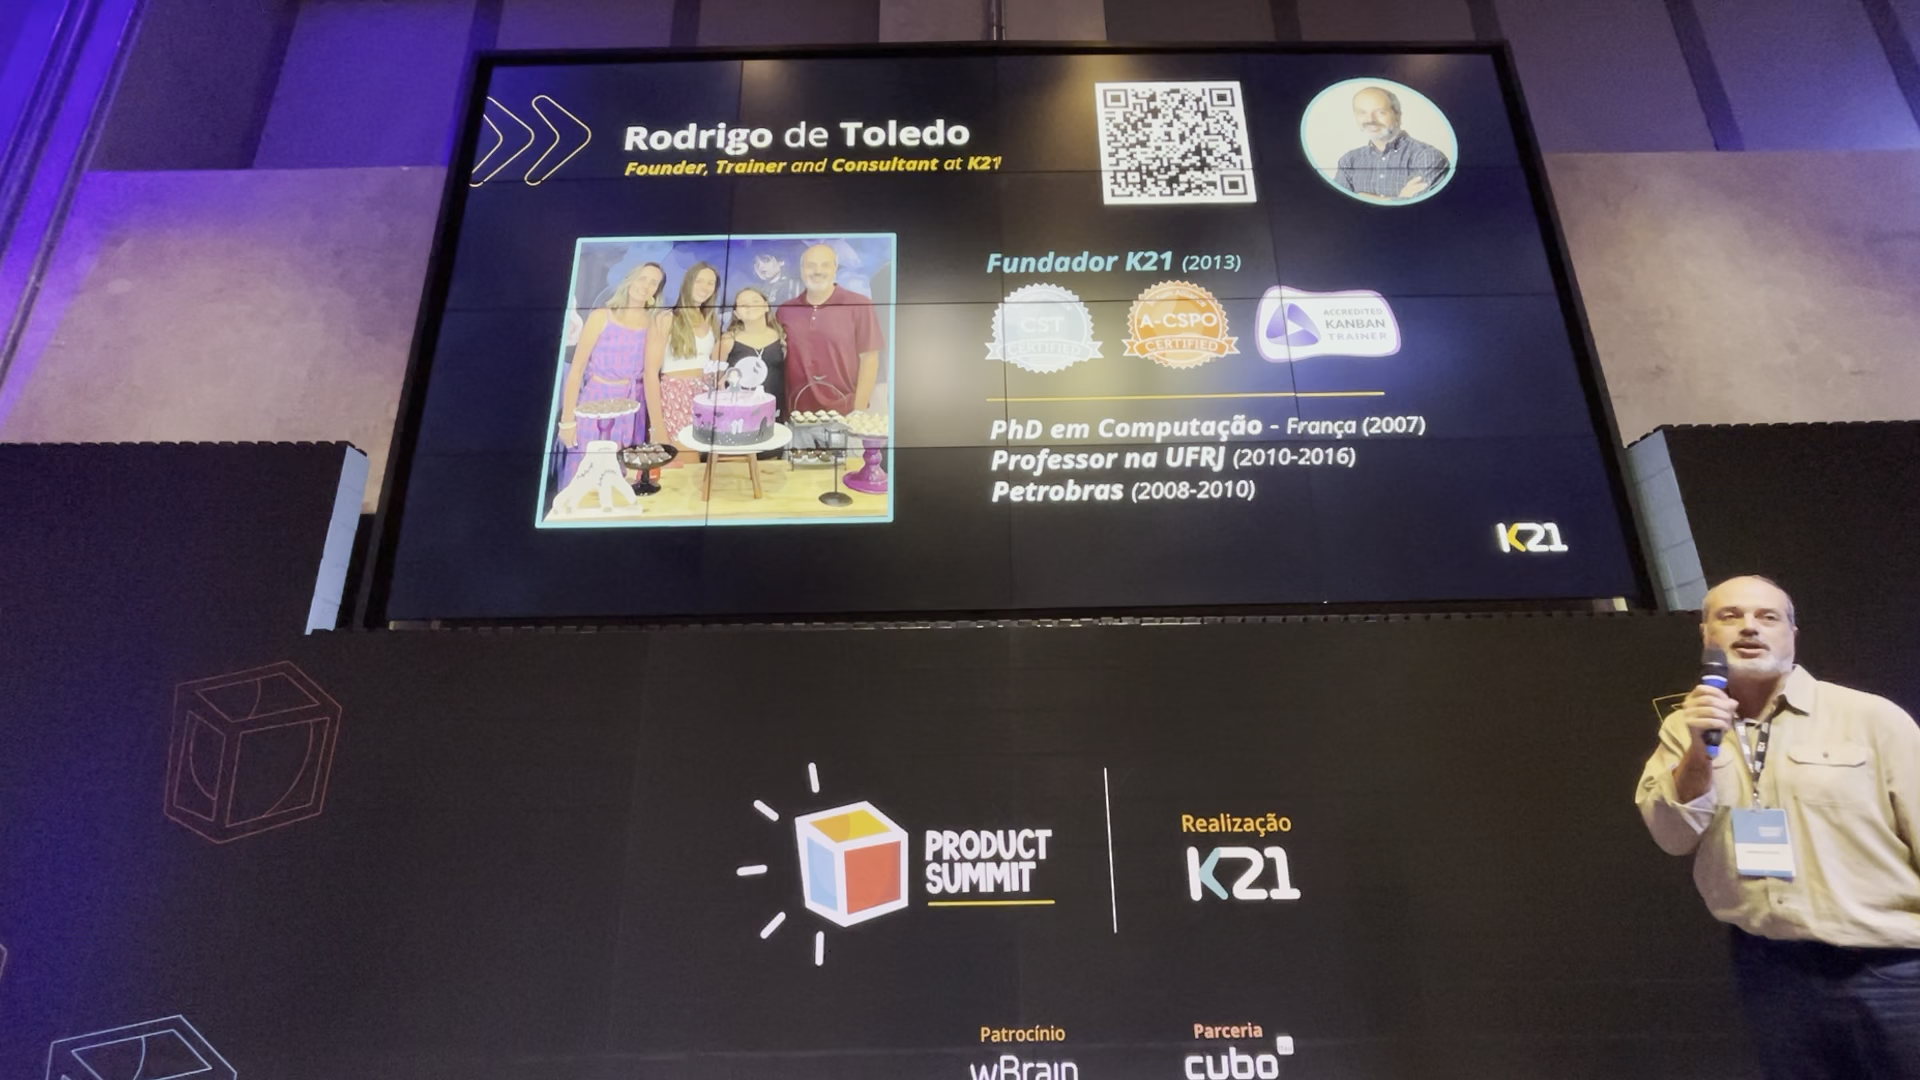 Rodrigo de Toledo
Founder, Trainer and Consultant at K21
Fundador K21 (2013)
CST
CERTIFIED
A-CSPO
CERTIFIED
ACCREDITED
KANBAN
TRAINER
PhD em Computação - França (2007)
Professor na UFRJ (2010-2016)
Petrobras (2008-2010)
K21
11
PRODUCT
SUMMIT
Realização
K21
Patrocínio
wBrain
Parceria
cubo